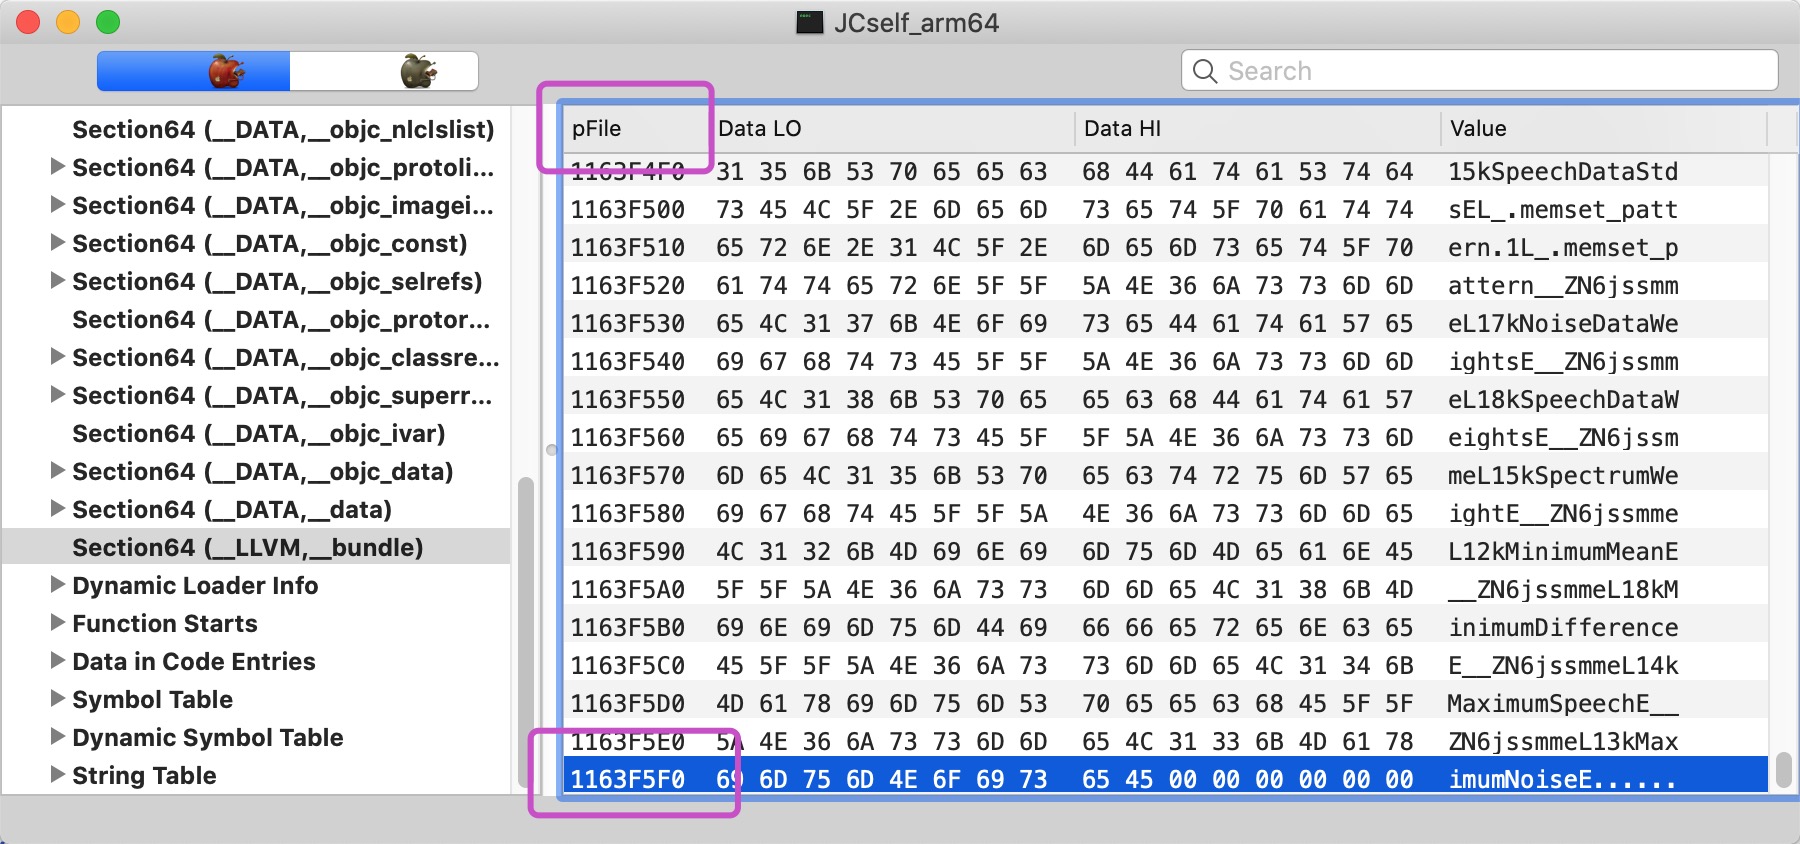 JCself_arm64
Search
Section64 (__DATA,__objc_nlclslist)
Section64 (__DATA,__objc_protoli...
Section64 (__DATA,__objc_imagei...
Section64 (__DATA,__objc_const)
Section64 (__DATA,__objc_selrefs)
Section64 (__DATA,__objc_protor...
Section64 (__DATA,__objc_classre...
Section64 (__DATA,__objc_superr...
Section64 (__DATA,__objc_ivar)
Section64 (__DATA,__objc_data)
Section64 (__DATA,__data)
Section64 (__LLVM,__bundle)
Dynamic Loader Info
Function Starts
Data in Code Entries
Symbol Table
Dynamic Symbol Table
String Table
pFile Data LO Data HI Value
1163F4F0 31 35 6B 53 70 65 65 63 68 44 61 74 61 53 74 64 15kSpeechDataStd
1163F500 73 45 4C 5F 2E 6D 65 6D 73 65 74 5F 70 61 74 74 sEL_.memset_patt
1163F510 65 72 6E 2E 31 4C 5F 2E 6D 65 6D 73 65 74 5F 70 ern.1L_.memset_p
1163F520 61 74 74 65 72 6E 5F 5F 5A 4E 36 6A 73 73 6D 6D attern__ZN6jssmm
1163F530 65 4C 31 37 6B 4E 6F 69 73 65 44 61 74 61 57 65 eL17kNoiseDataWe
1163F540 69 67 68 74 73 45 5F 5F 5A 4E 36 6A 73 73 6D 6D ightsE__ZN6jssmm
1163F550 65 4C 31 38 6B 53 70 65 65 63 68 44 61 74 61 57 eL18kSpeechDataW
1163F560 65 69 67 68 74 73 45 5F 5F 5A 4E 36 6A 73 73 6D eightsE__ZN6jssm
1163F570 6D 65 4C 31 35 6B 53 70 65 63 74 72 75 6D 57 65 meL15kSpectrumWe
1163F580 69 67 68 74 45 5F 5F 5A 4E 36 6A 73 73 6D 6D 65 ightE__ZN6jssmme
1163F590 4C 31 32 6B 4D 69 6E 69 6D 75 6D 4D 65 61 6E 45 L12kMinimumMeanE
1163F5A0 5F 5F 5A 4E 36 6A 73 73 6D 6D 65 4C 31 38 6B 4D __ZN6jssmmeL18kM
1163F5B0 69 6E 69 6D 75 6D 44 69 66 66 65 72 65 6E 63 65 inimumDifference
1163F5C0 45 5F 5F 5A 4E 36 6A 73 73 6D 6D 65 4C 31 34 6B E__ZN6jssmmeL14k
1163F5D0 4D 61 78 69 6D 75 6D 53 70 65 65 63 68 45 5F 5F MaximumSpeechE__
1163F5E0 5A 4E 36 6A 73 73 6D 6D 65 4C 31 33 6B 4D 61 78 ZN6jssmmeL13kMax
1163F5F0 69 6D 75 6D 4E 6F 69 73 65 45 00 00 00 00 00 00 imumNoiseE......